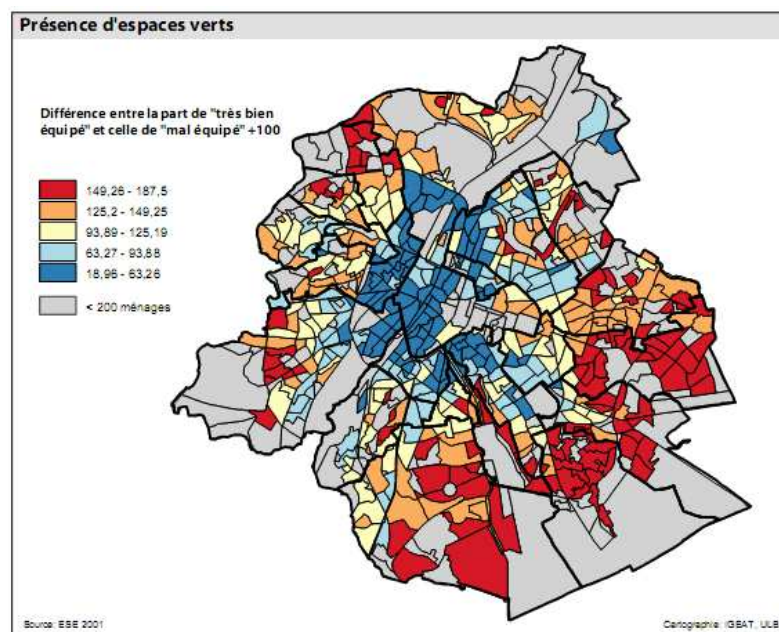 Présence d'espaces verts
Différence entre la part de "très bien
équipé" et celle de "mal équipé" +100
149,26 - 187,5
125,2 - 149,25
93,89 - 125,19
63,27 - 93,88
18,96 - 63,26
< 200 ménages
Source: ESE 2001
Cartographie: IGEAT, ULB